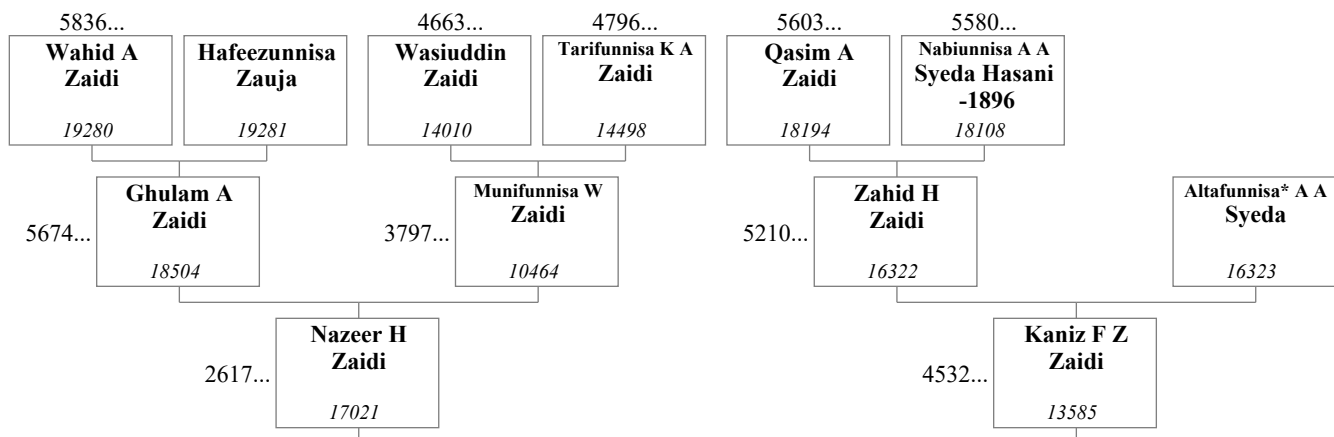 5836... 4663... 4796... 5603... 5580...
Wahid A Hafeezunnisa Wasiuddin Tarifunnisa K A Qasim A Nabiunnisa A A
Zaidi Zauja Zaidi Zaidi Zaidi Syeda Hasani
-1896
19280 19281 14010 14498 18194 18108
Ghulam A Munifunnisa W Zahid H Altafunnisa* A A
Zaidi Zaidi Zaidi Syeda
5674... 3797... 5210...
18504 10464 16322 16323
Nazeer H Kaniz F Z
Zaidi Zaidi
2617... 4532...
17021 13585